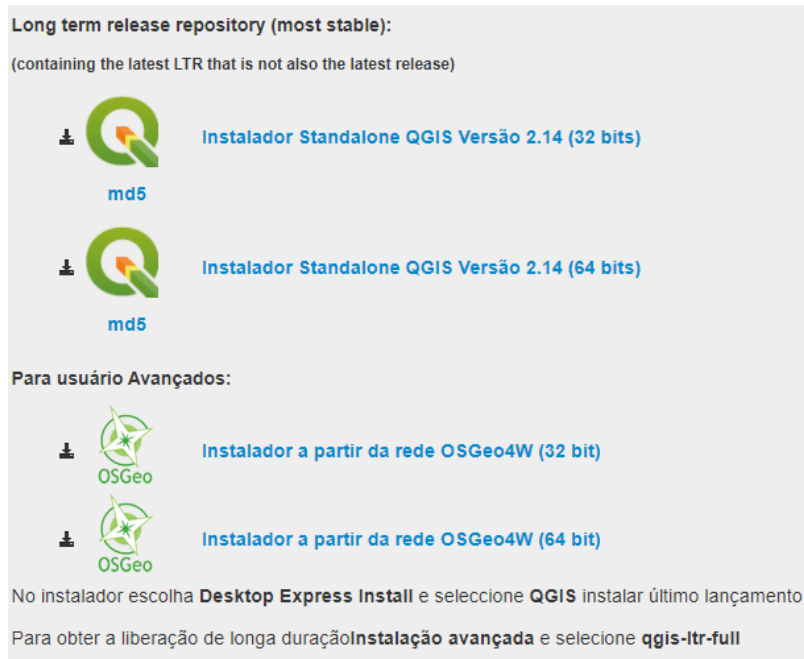 Long term release repository (most stable):
(containing the latest LTR that is not also the latest release)
Instalador Standalone QGIS Versão 2.14 (32 bits)
md5
Instalador Standalone QGIS Versão 2.14 (64 bits)
md5
Para usuário Avançados:
Instalador a partir da rede OSGeo4W (32 bit)
OSGeo
Instalador a partir da rede OSGeo4W (64 bit)
OSGeo
No instalador escolha Desktop Express Install e seleccione QGIS instalar último lançamento
Para obter a liberação de longa duraçãoInstalação avançada e selecione qgis-ltr-full